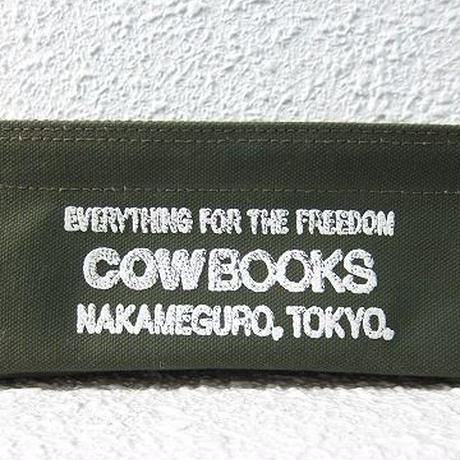 EVERYTHING FOR THE FREEDOM
COWBOOKS
NAKAMEGURO, TOKYO.